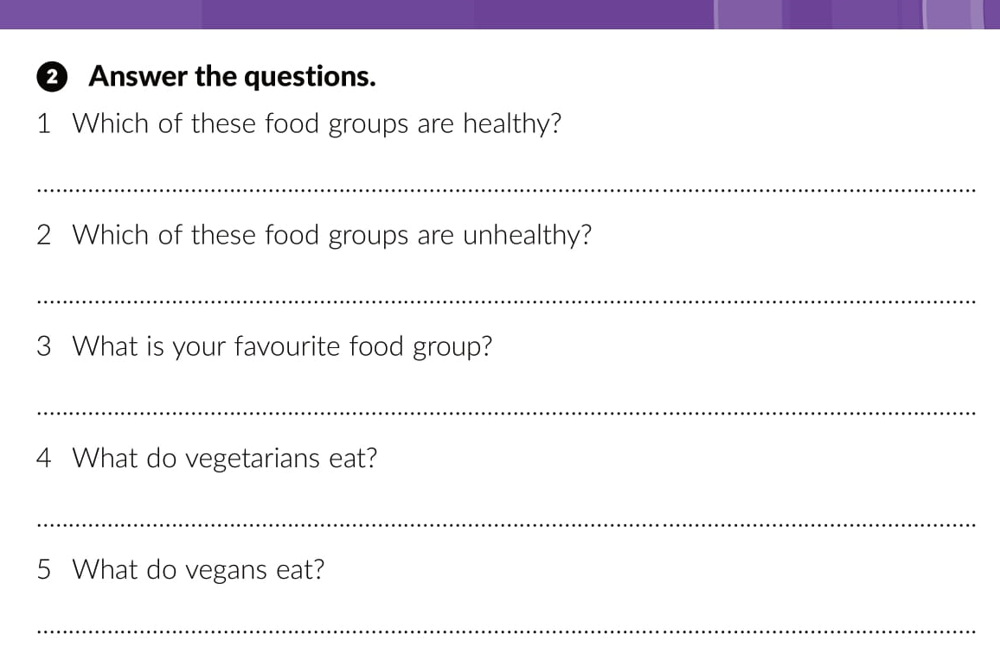 2 Answer the questions.
1 Which of these food groups are healthy?
2 Which of these food groups are unhealthy?
3 What is your favourite food group?
4 What do vegetarians eat?
5 What do vegans eat?